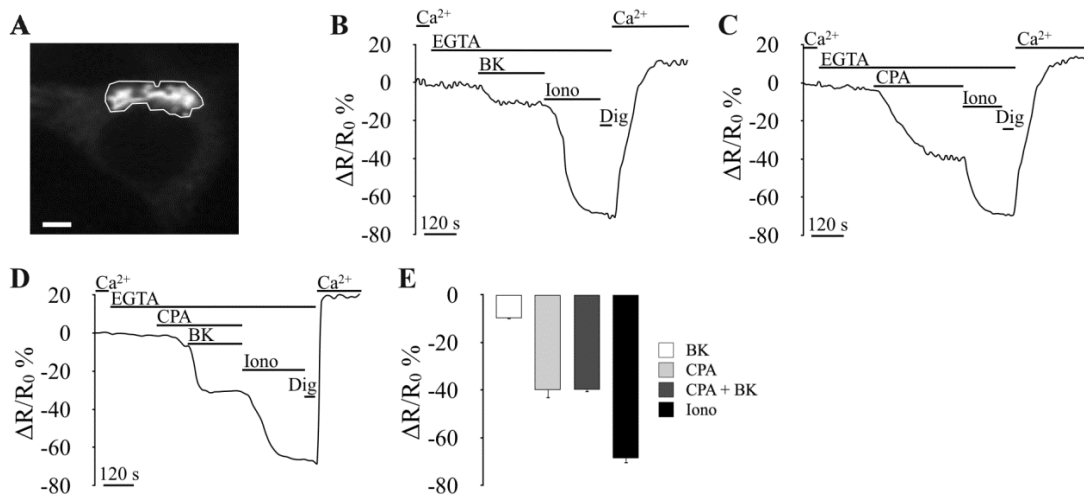 A
B
Ca²⁺
Ca²⁺
EGTA
BK
Iono
Dig
20
0
-20
-40
-60
-80
ΔR/R₀ %
120 s
C
Ca²⁺
Ca²⁺
EGTA
CPA
Iono
Dig
20
0
-20
-40
-60
-80
ΔR/R₀ %
120 s
D
Ca²⁺
Ca²⁺
EGTA
CPA
BK
Iono
Dig
20
0
-20
-40
-60
-80
ΔR/R₀ %
120 s
E
0
-20
-40
-60
-80
ΔR/R₀ %
BK
CPA
CPA + BK
Iono